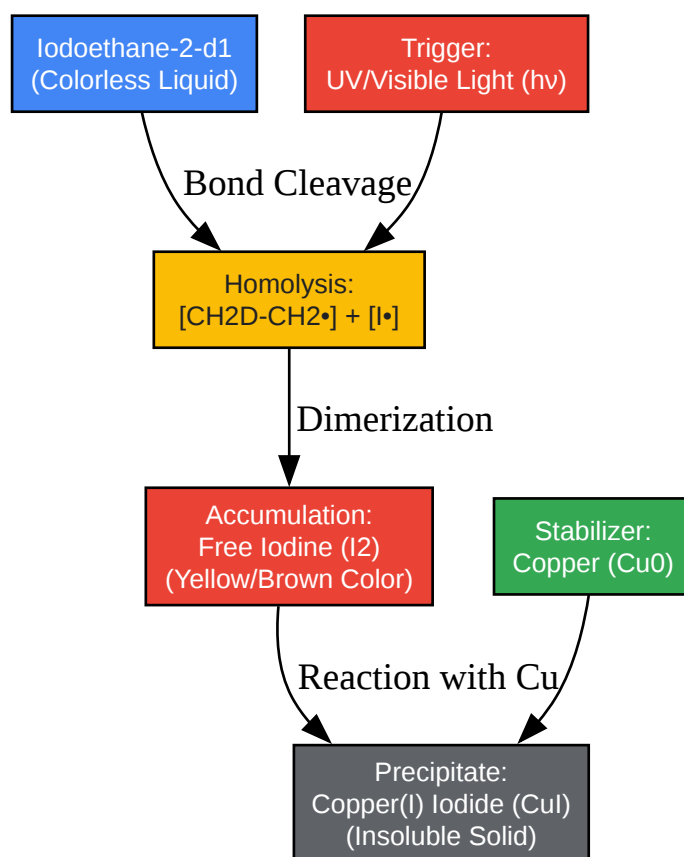 Iodoethane-2-d1
(Colorless Liquid)
Trigger:
UV/Visible Light (hν)
Bond Cleavage
Homolysis:
[CH2D-CH2•] + [I•]
Dimerization
Accumulation:
Free Iodine (I2)
(Yellow/Brown Color)
Stabilizer:
Copper (Cu0)
Reaction with Cu
Precipitate:
Copper(I) Iodide (CuI)
(Insoluble Solid)